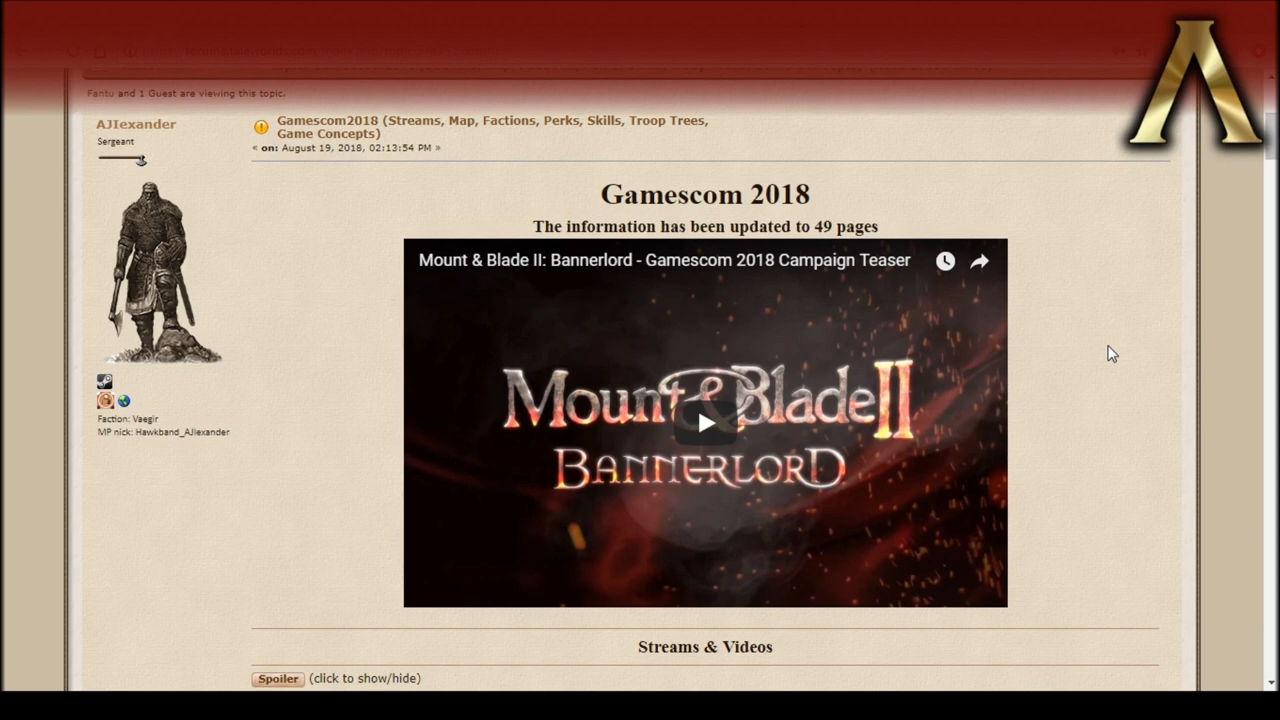 Fantu and 1 Guest are viewing this topic.
AJIexander
Sergeant
Faction: Vaegir
MP nick: Hawkband_AJIexander
Gamescom2018 (Streams, Map, Factions, Perks, Skills, Troop Trees,
Game Concepts)
« on: August 19, 2018, 02:13:54 PM »
Gamescom 2018
The information has been updated to 49 pages
Mount & Blade II: Bannerlord - Gamescom 2018 Campaign Teaser
Mount & Blade II
BANNERLORD
Streams & Videos
Spoiler (click to show/hide)